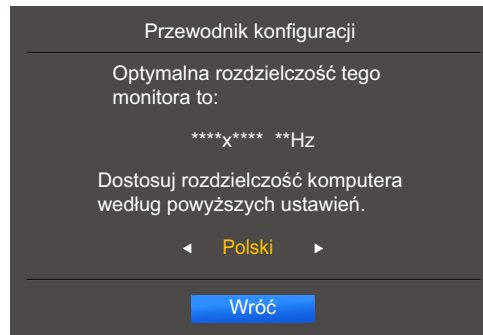 Przewodnik konfiguracji
Optymalna rozdzielczość tego
monitora to:
****x**** **Hz
Dostosuj rozdzielczość komputera
według powyższych ustawień.
Polski
Wróć